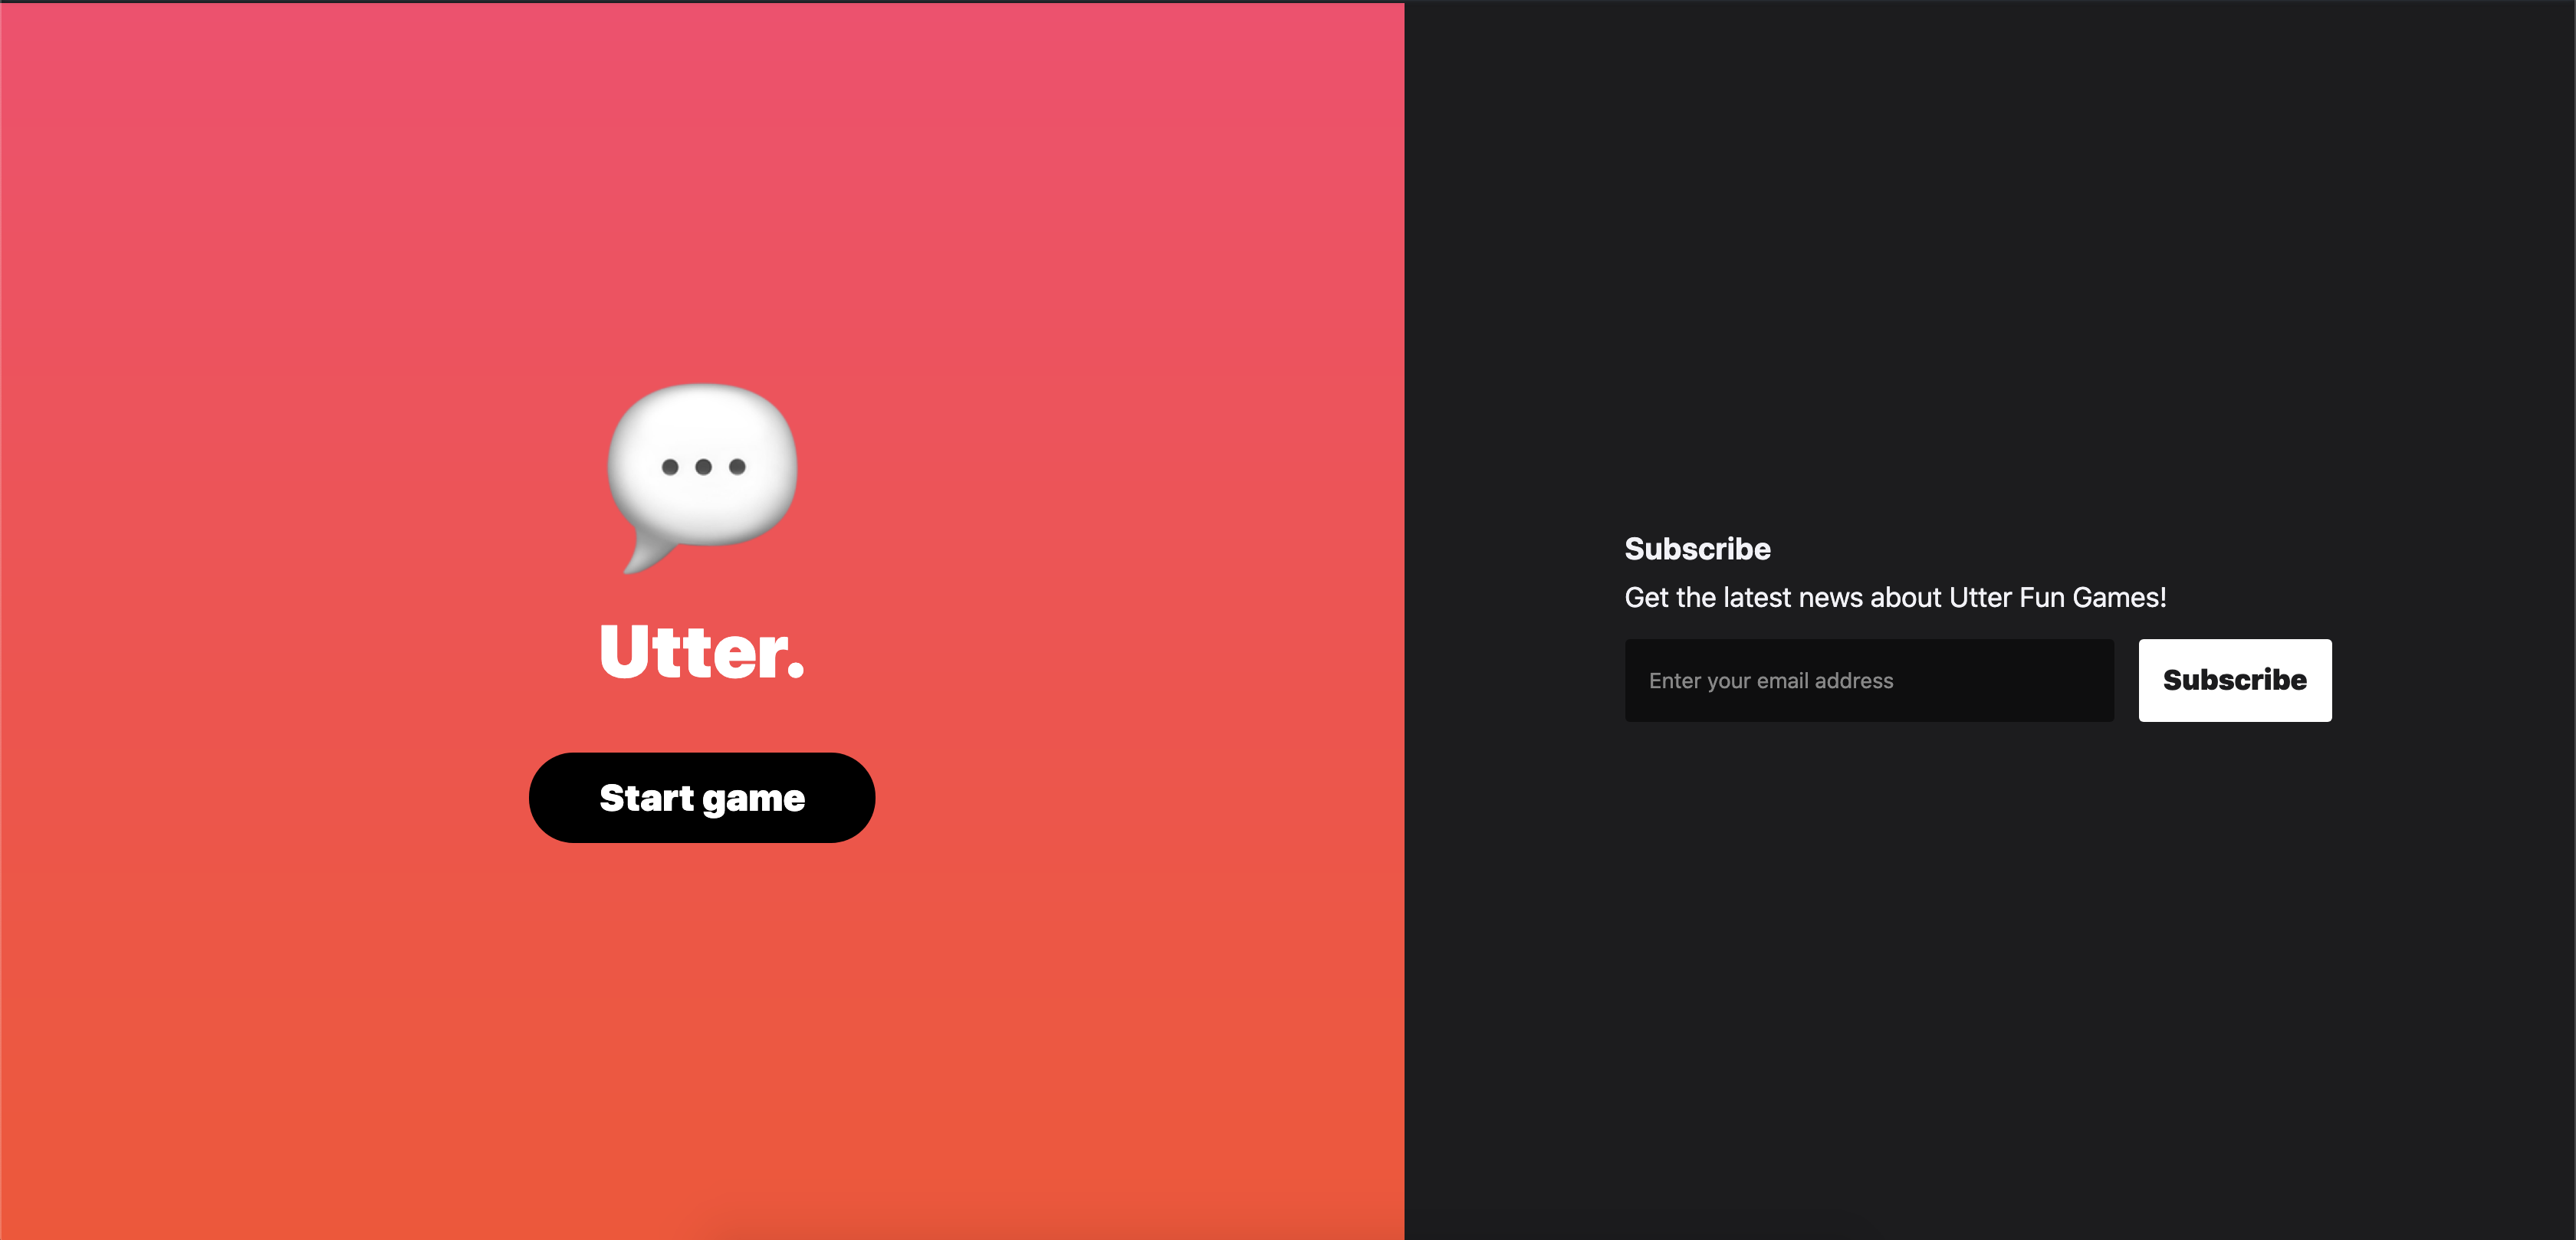 Utter.
Start game
Subscribe
Get the latest news about Utter Fun Games!
Enter your email address
Subscribe